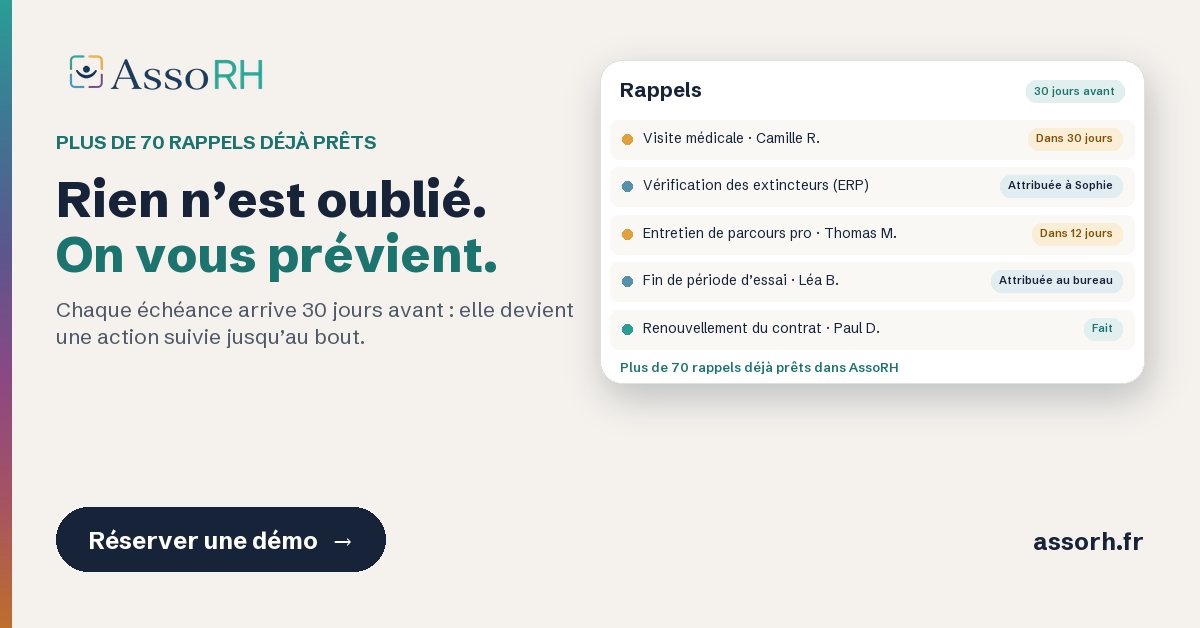 AssoRH
PLUS DE 70 RAPPELS DÉJÀ PRÊTS
Rien n’est oublié.
On vous prévient.
Chaque échéance arrive 30 jours avant : elle devient
une action suivie jusqu’au bout.
Rappels
30 jours avant
Visite médicale · Camille R.
Dans 30 jours
Vérification des extincteurs (ERP)
Attribuée à Sophie
Entretien de parcours pro · Thomas M.
Dans 12 jours
Fin de période d’essai · Léa B.
Attribuée au bureau
Renouvellement du contrat · Paul D.
Fait
Plus de 70 rappels déjà prêts dans AssoRH
Réserver une démo →
assorh.fr